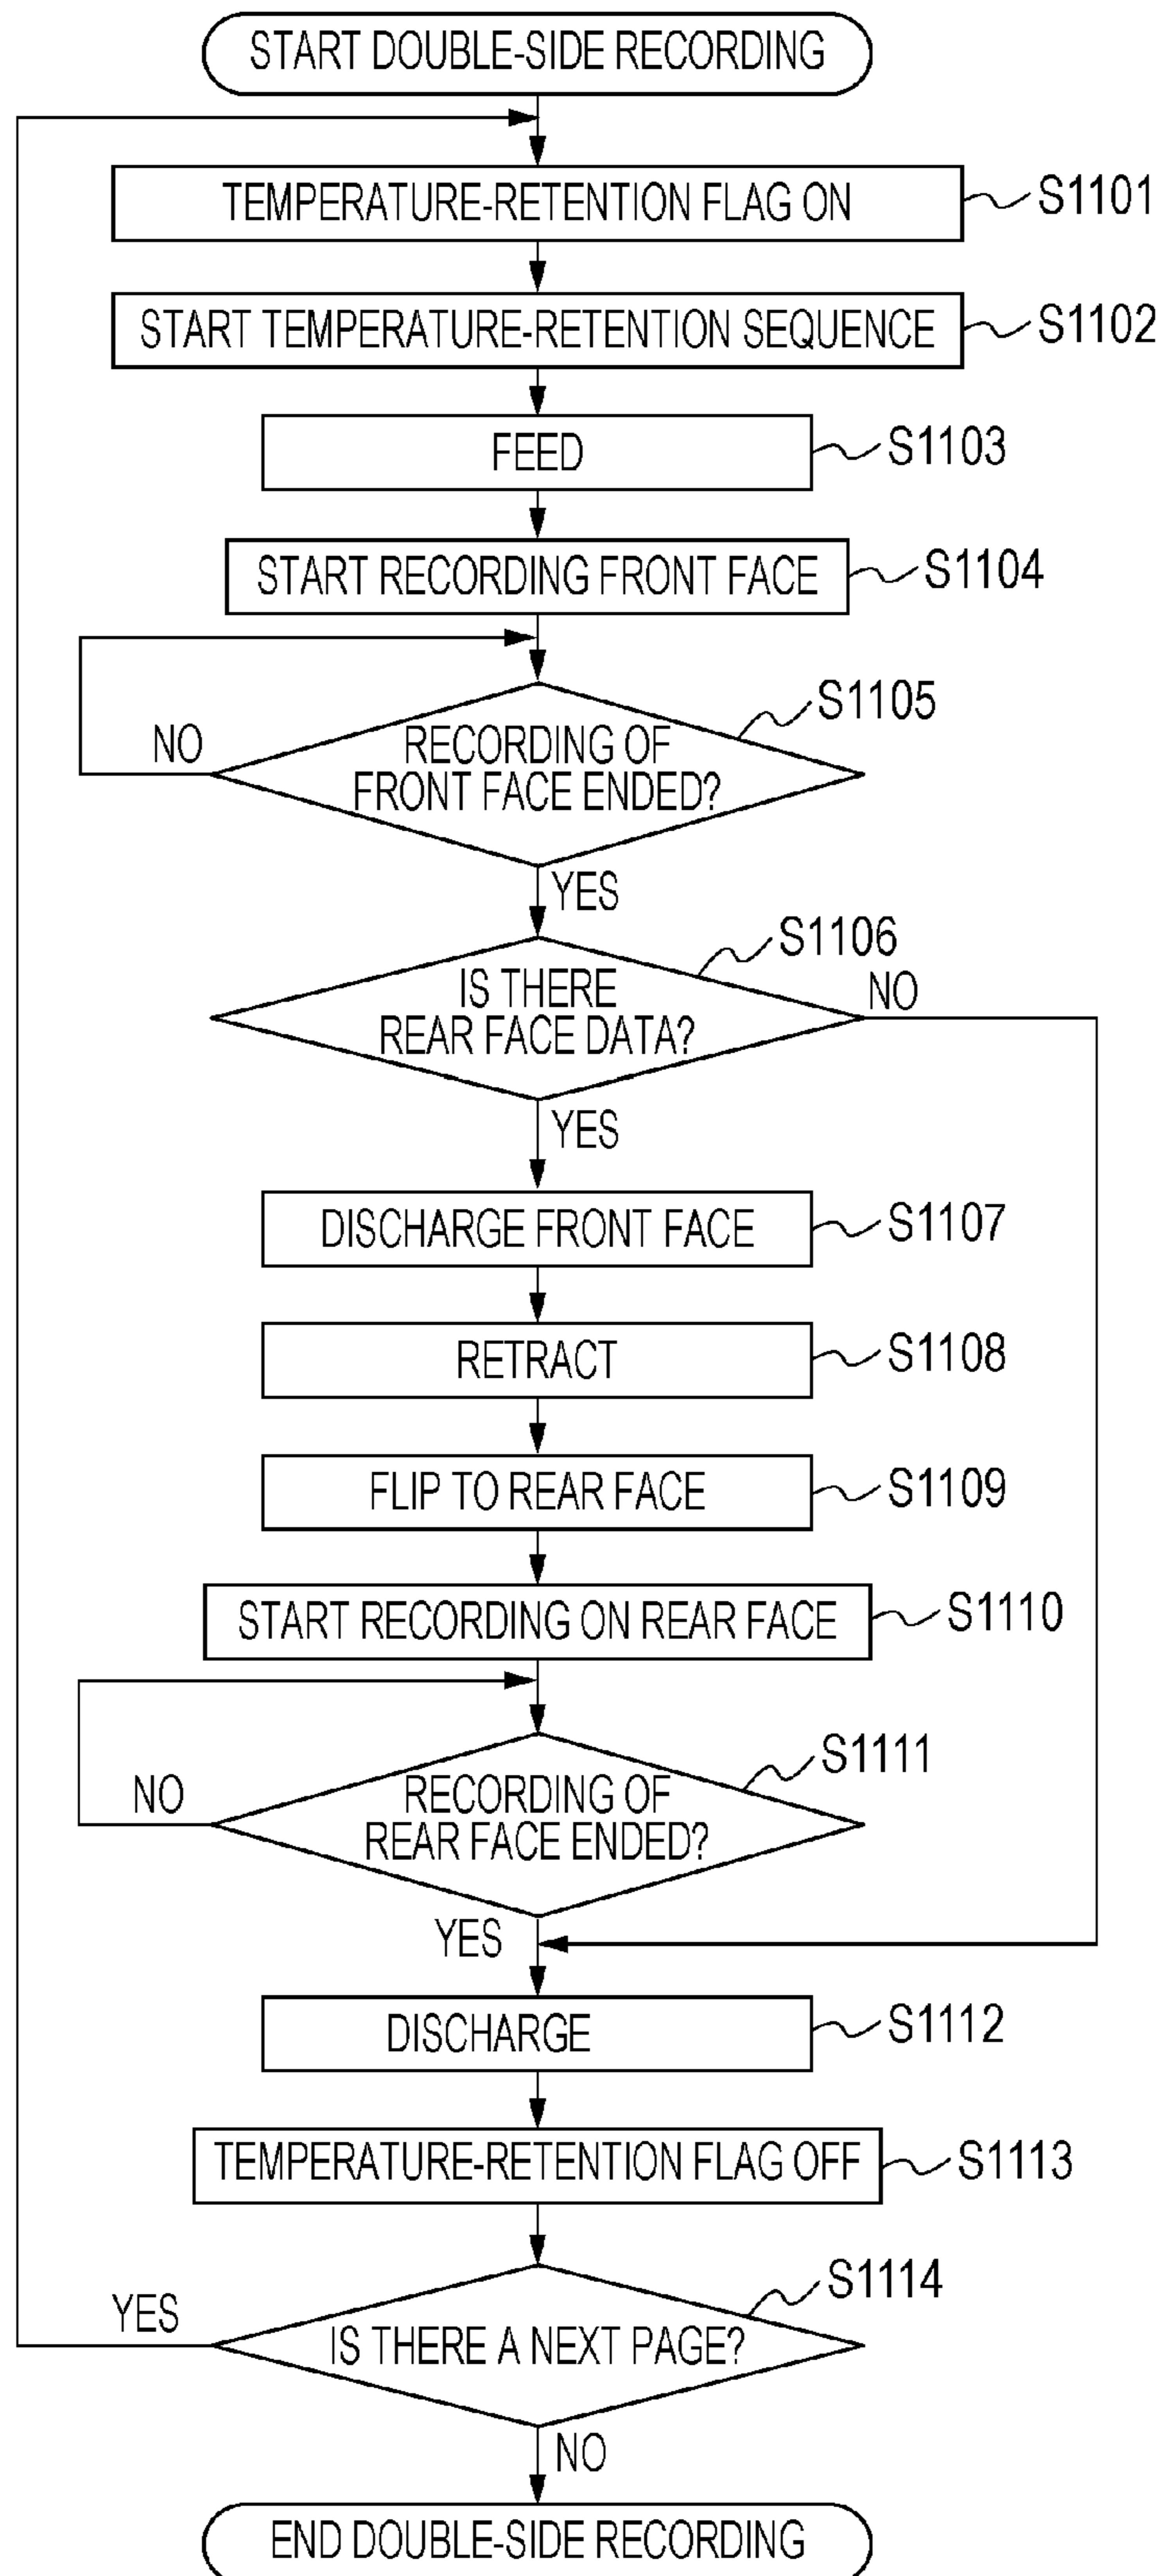 START DOUBLE-SIDE RECORDING
TEMPERATURE-RETENTION FLAG ON
S1101
START TEMPERATURE-RETENTION SEQUENCE
S1102
FEED
S1103
START RECORDING FRONT FACE
S1104
S1105
RECORDING OF
FRONT FACE ENDED?
NO
YES
S1106
IS THERE
REAR FACE DATA?
NO
YES
DISCHARGE FRONT FACE
S1107
RETRACT
S1108
FLIP TO REAR FACE
S1109
START RECORDING ON REAR FACE
S1110
S1111
RECORDING OF
REAR FACE ENDED?
NO
YES
DISCHARGE
S1112
TEMPERATURE-RETENTION FLAG OFF
S1113
S1114
YES
IS THERE A NEXT PAGE?
NO
END DOUBLE-SIDE RECORDING